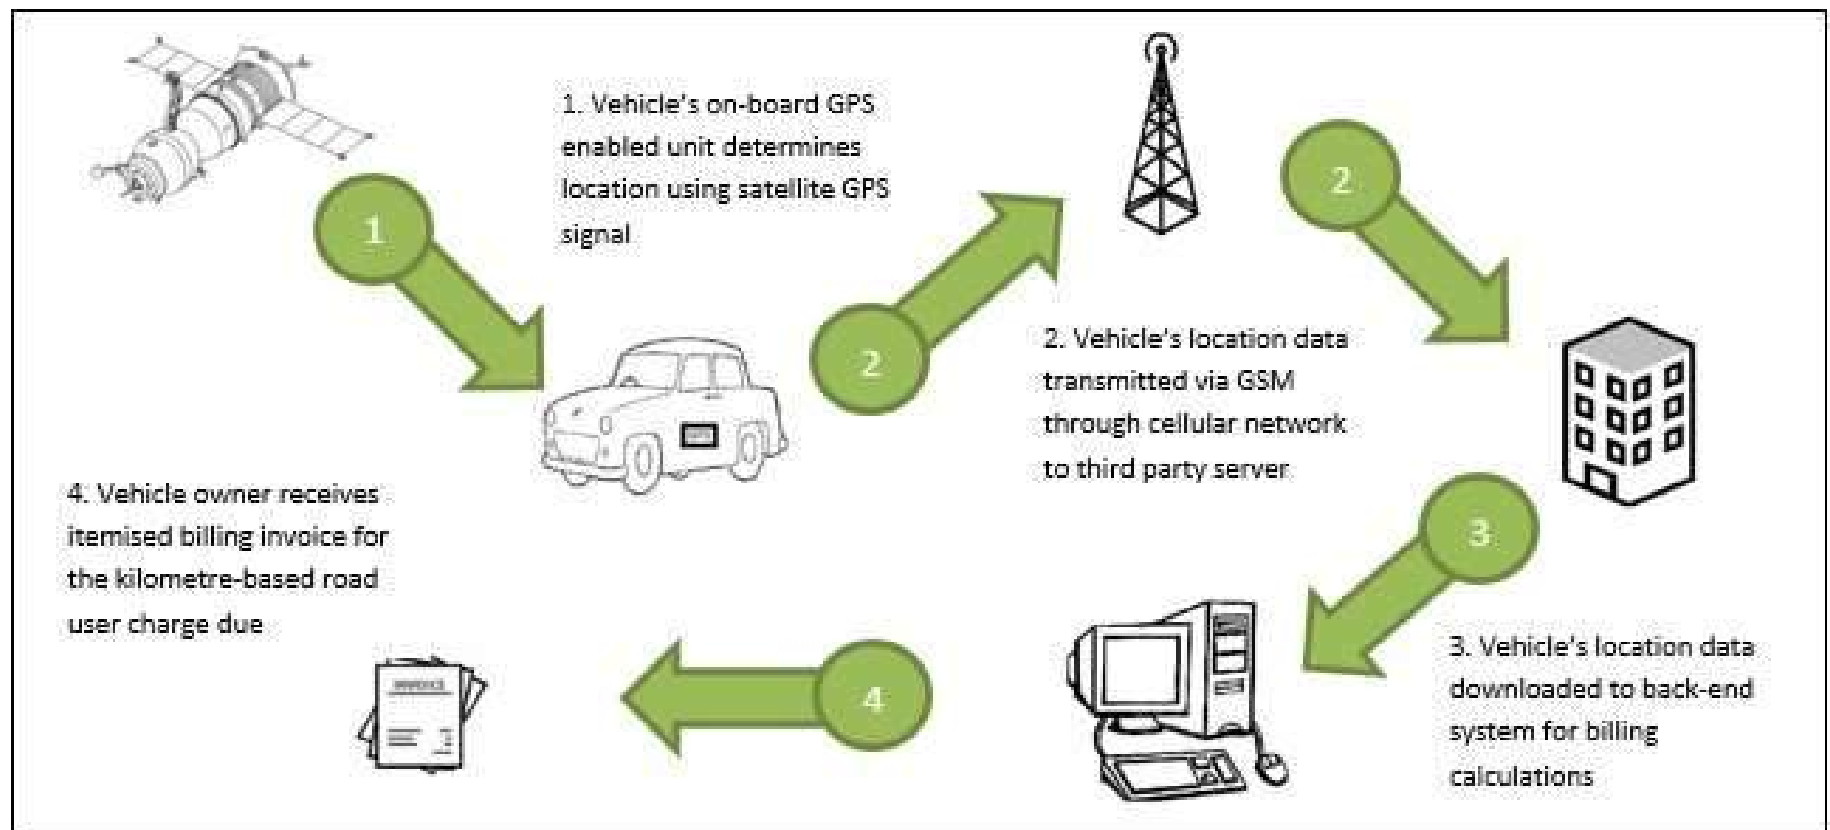 1. Vehicle's on-board GPS
enabled unit determines
location using satellite GPS
signal
1
2
2
2. Vehicle's location data
transmitted via GSM
through cellular network
to third party server
3
3. Vehicle's location data
downloaded to back-end
system for billing
calculations
4
4. Vehicle owner receives
itemised billing invoice for
the kilometre-based road
user charge due
INVOICE